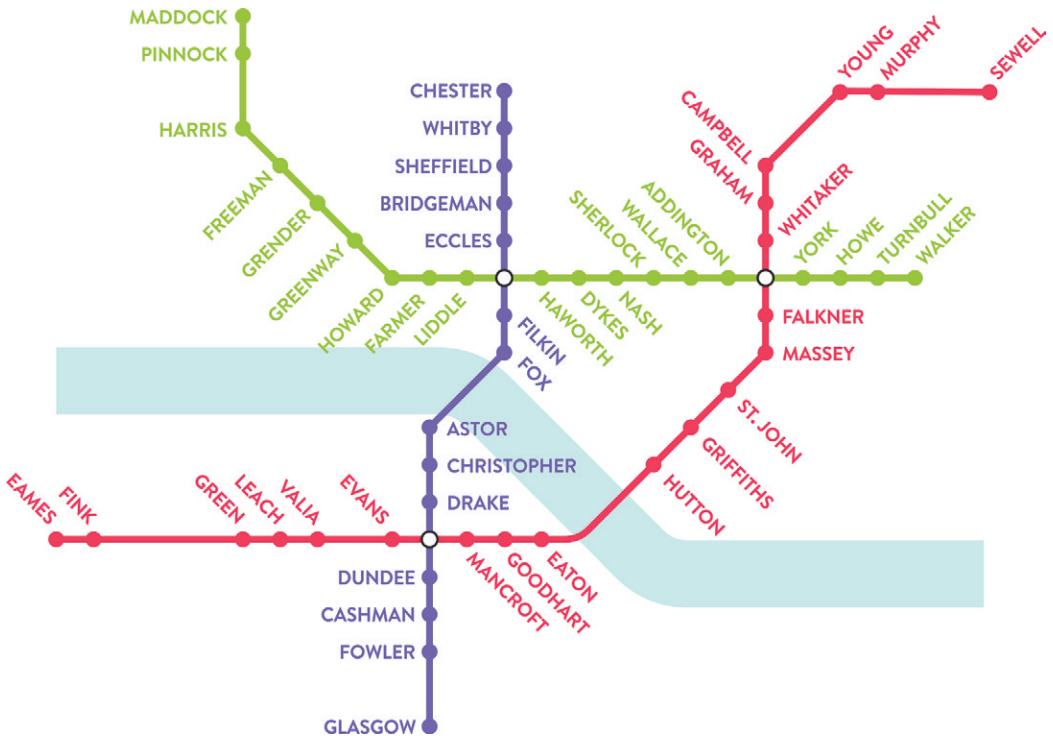 MADDOCK
PINNOCK
HARRIS
FREEMAN
GRENDER
GREENWAY
HOWARD
FARMER
LIDDLE
HAWORTH
DYKES
NASH
SHERLOCK
WALLACE
ADDINGTON
YORK
HOWE
TURNBULL
WALKER
CHESTER
WHITBY
SHEFFIELD
BRIDGEMAN
ECCLES
FILKIN
FOX
ASTOR
CHRISTOPHER
DRAKE
DUNDEE
CASHMAN
FOWLER
GLASGOW
SEWELL
MURPHY
YOUNG
CAMPBELL
GRAHAM
WHITAKER
FALKNER
MASSEY
ST. JOHN
GRIFFITHS
HUTTON
EATON
GOODHART
MANCROFT
EVANS
VALIA
LEACH
GREEN
FINK
EAMES